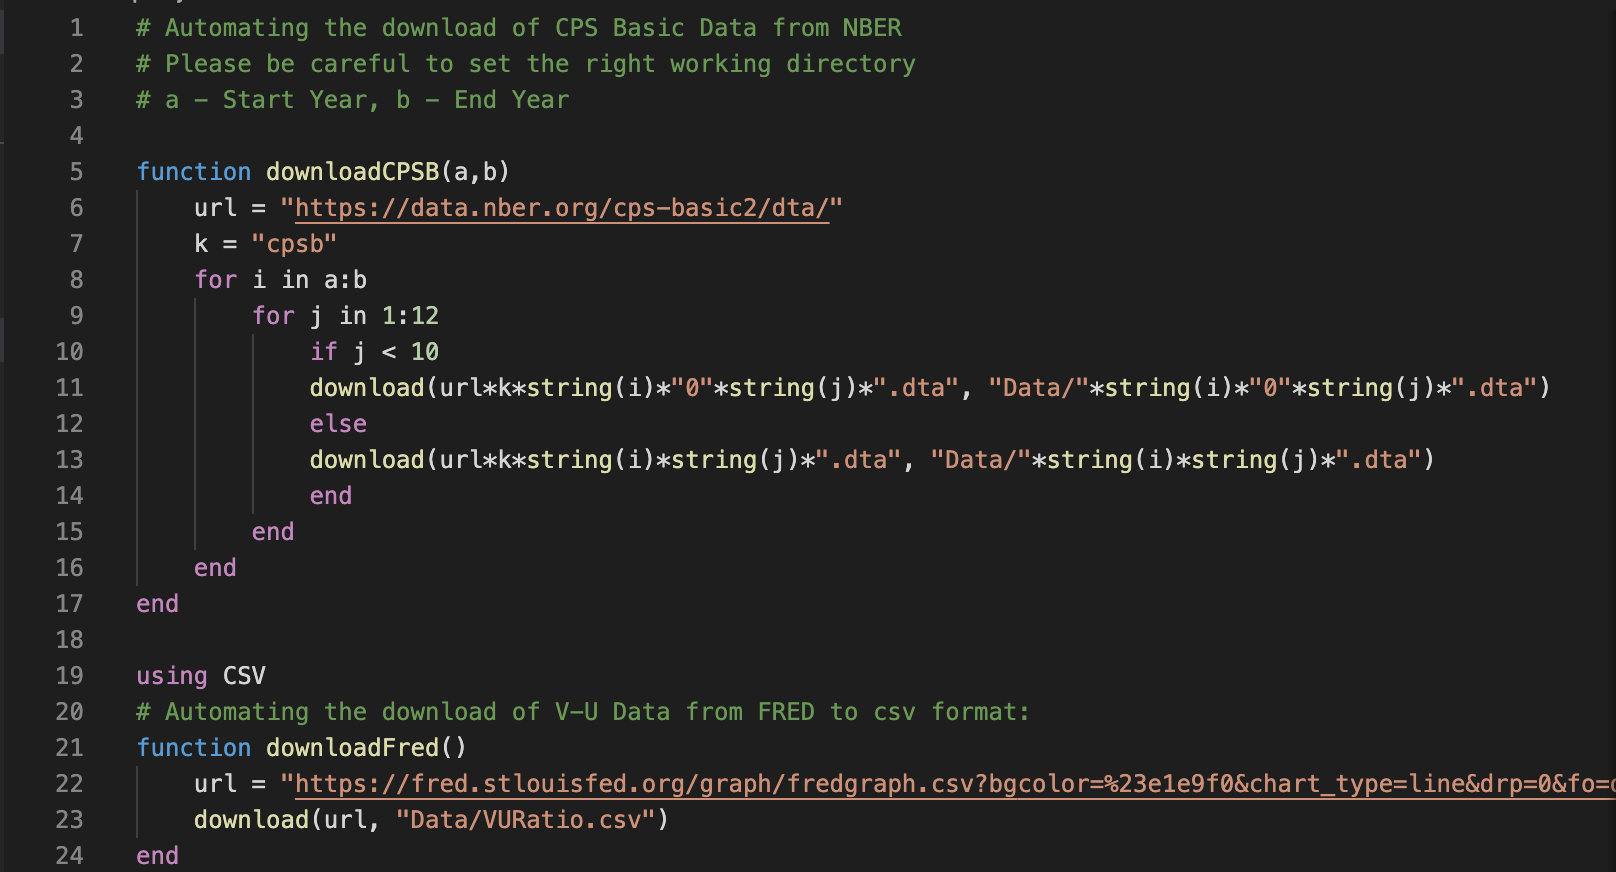 1 # Automating the download of CPS Basic Data from NBER
2 # Please be careful to set the right working directory
3 # a - Start Year, b - End Year
4
5 function downloadCPSB(a,b)
6 url = "https://data.nber.org/cps-basic2/dta/"
7 k = "cpsb"
8 for i in a:b
9 for j in 1:12
10 if j < 10
11 download(url*k*string(i)*"0"*string(j)*".dta", "Data/"*string(i)*"0"*string(j)*".dta")
12 else
13 download(url*k*string(i)*string(j)*".dta", "Data/"*string(i)*string(j)*".dta")
14 end
15 end
16 end
17 end
18
19 using CSV
20 # Automating the download of V-U Data from FRED to csv format:
21 function downloadFred()
22 url = "https://fred.stlouisfed.org/graph/fredgraph.csv?bgcolor=%23e1e9f0&chart_type=line&drp=0&fo=
23 download(url, "Data/VURatio.csv")
24 end